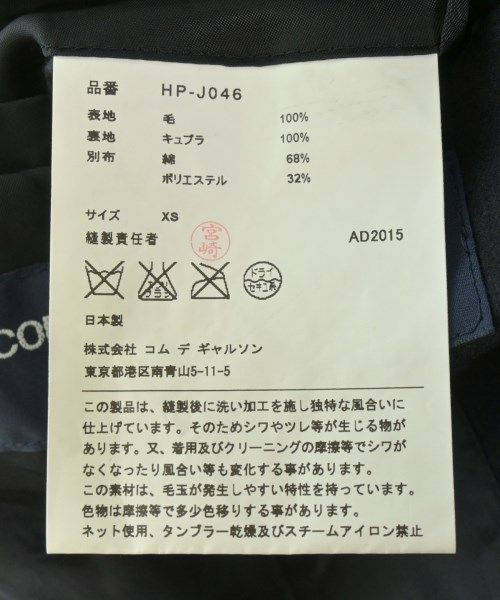 品番 HP-J046
表地 毛 100%
裏地 キュプラ 100%
別布 綿 68%
ポリエステル 32%
サイズ XS
縫製責任者 宮崎 AD2015
ドライ
セキユ系
日本製
株式会社 コム デ ギャルソン
東京都港区南青山5-11-5
この製品は、縫製後に洗い加工を施し独特な風合いに
仕上げています。そのためシワやツレ等が生じる物が
あります。又、着用及びクリーニングの摩擦等でシワが
なくなったり風合い等も変化する事があります。
この素材は、毛玉が発生しやすい特性を持っています。
色物は摩擦等で多少色移りする事があります。
ネット使用、タンブラー乾燥及びスチームアイロン禁止